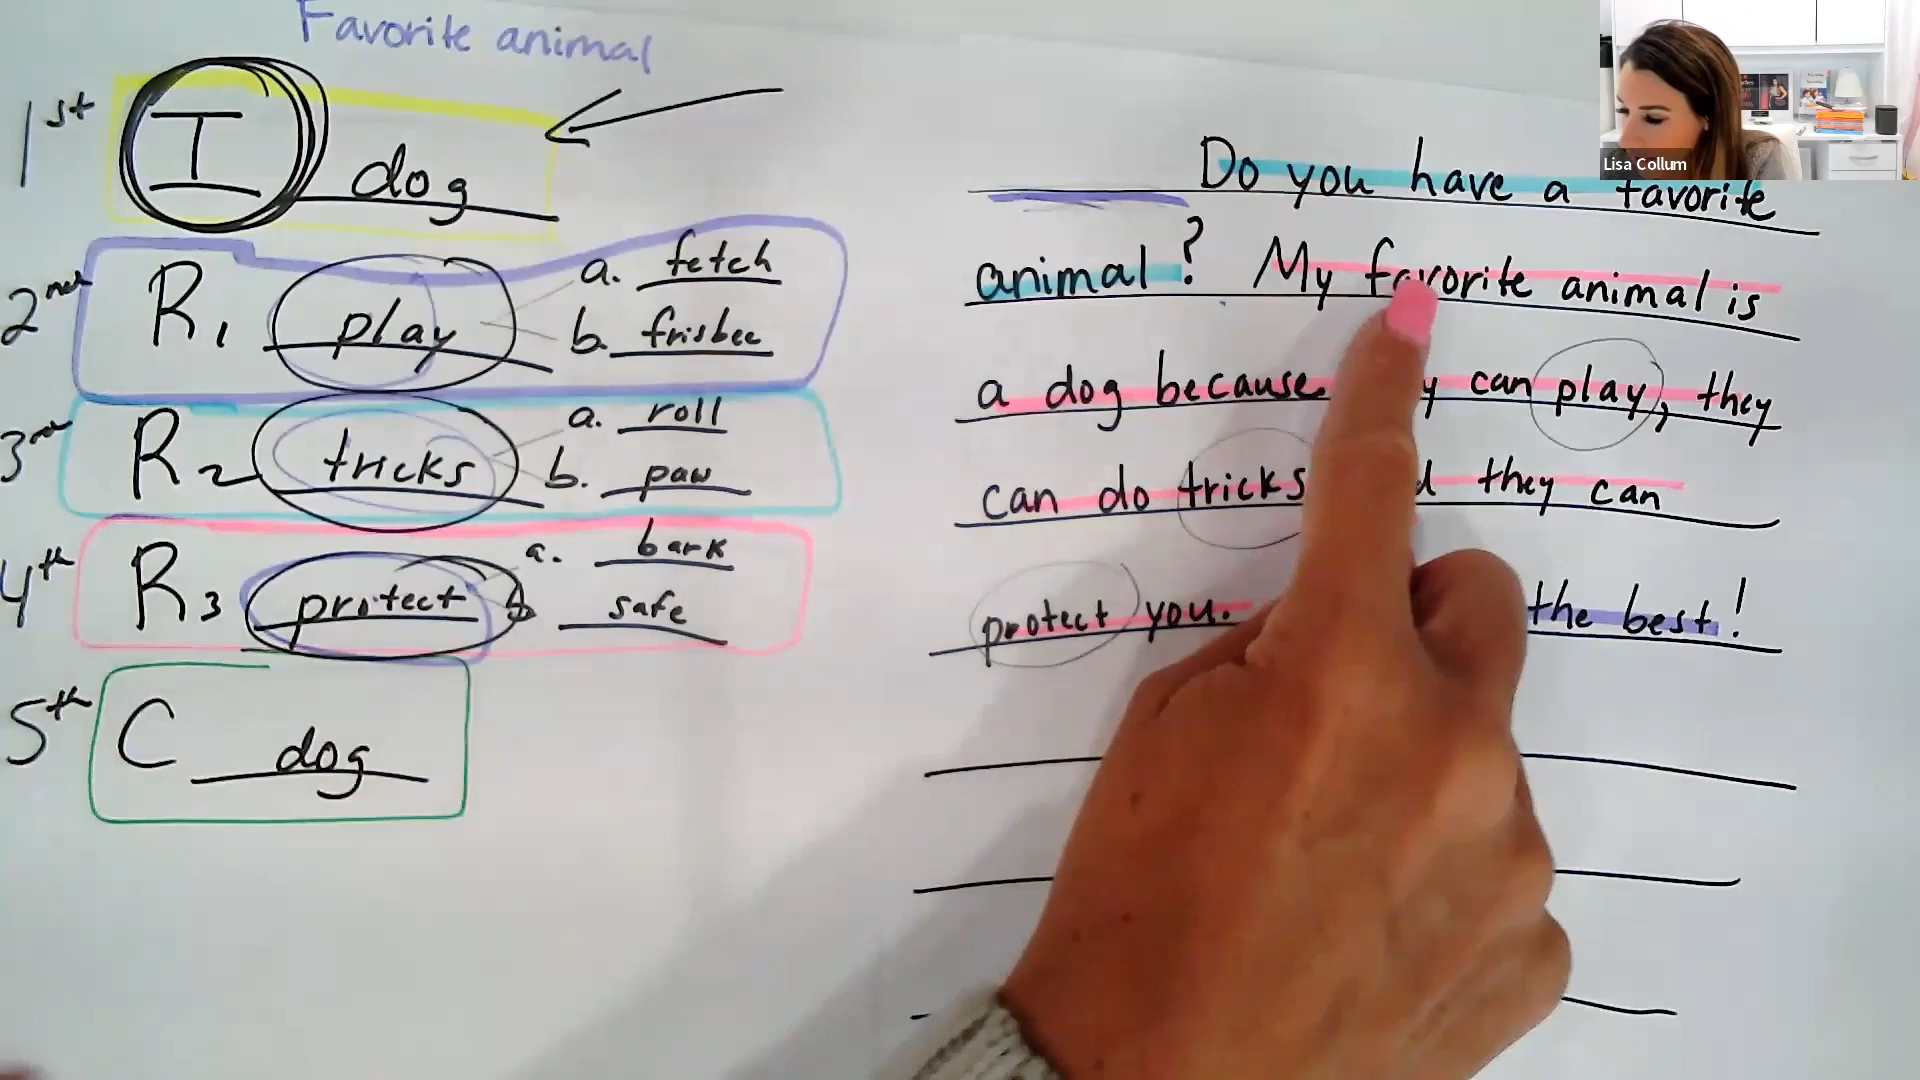 Favorite animal
1st I dog
2nd R1 play a. fetch
b. frisbee
3rd R2 tricks a. roll
b. paw
4th R3 protect a. bark
b safe
5th C dog
Do you have a favorite
animal? My favorite animal is
a dog because can play, they
can do tricks they can
protect you. the best!
Lisa Collum